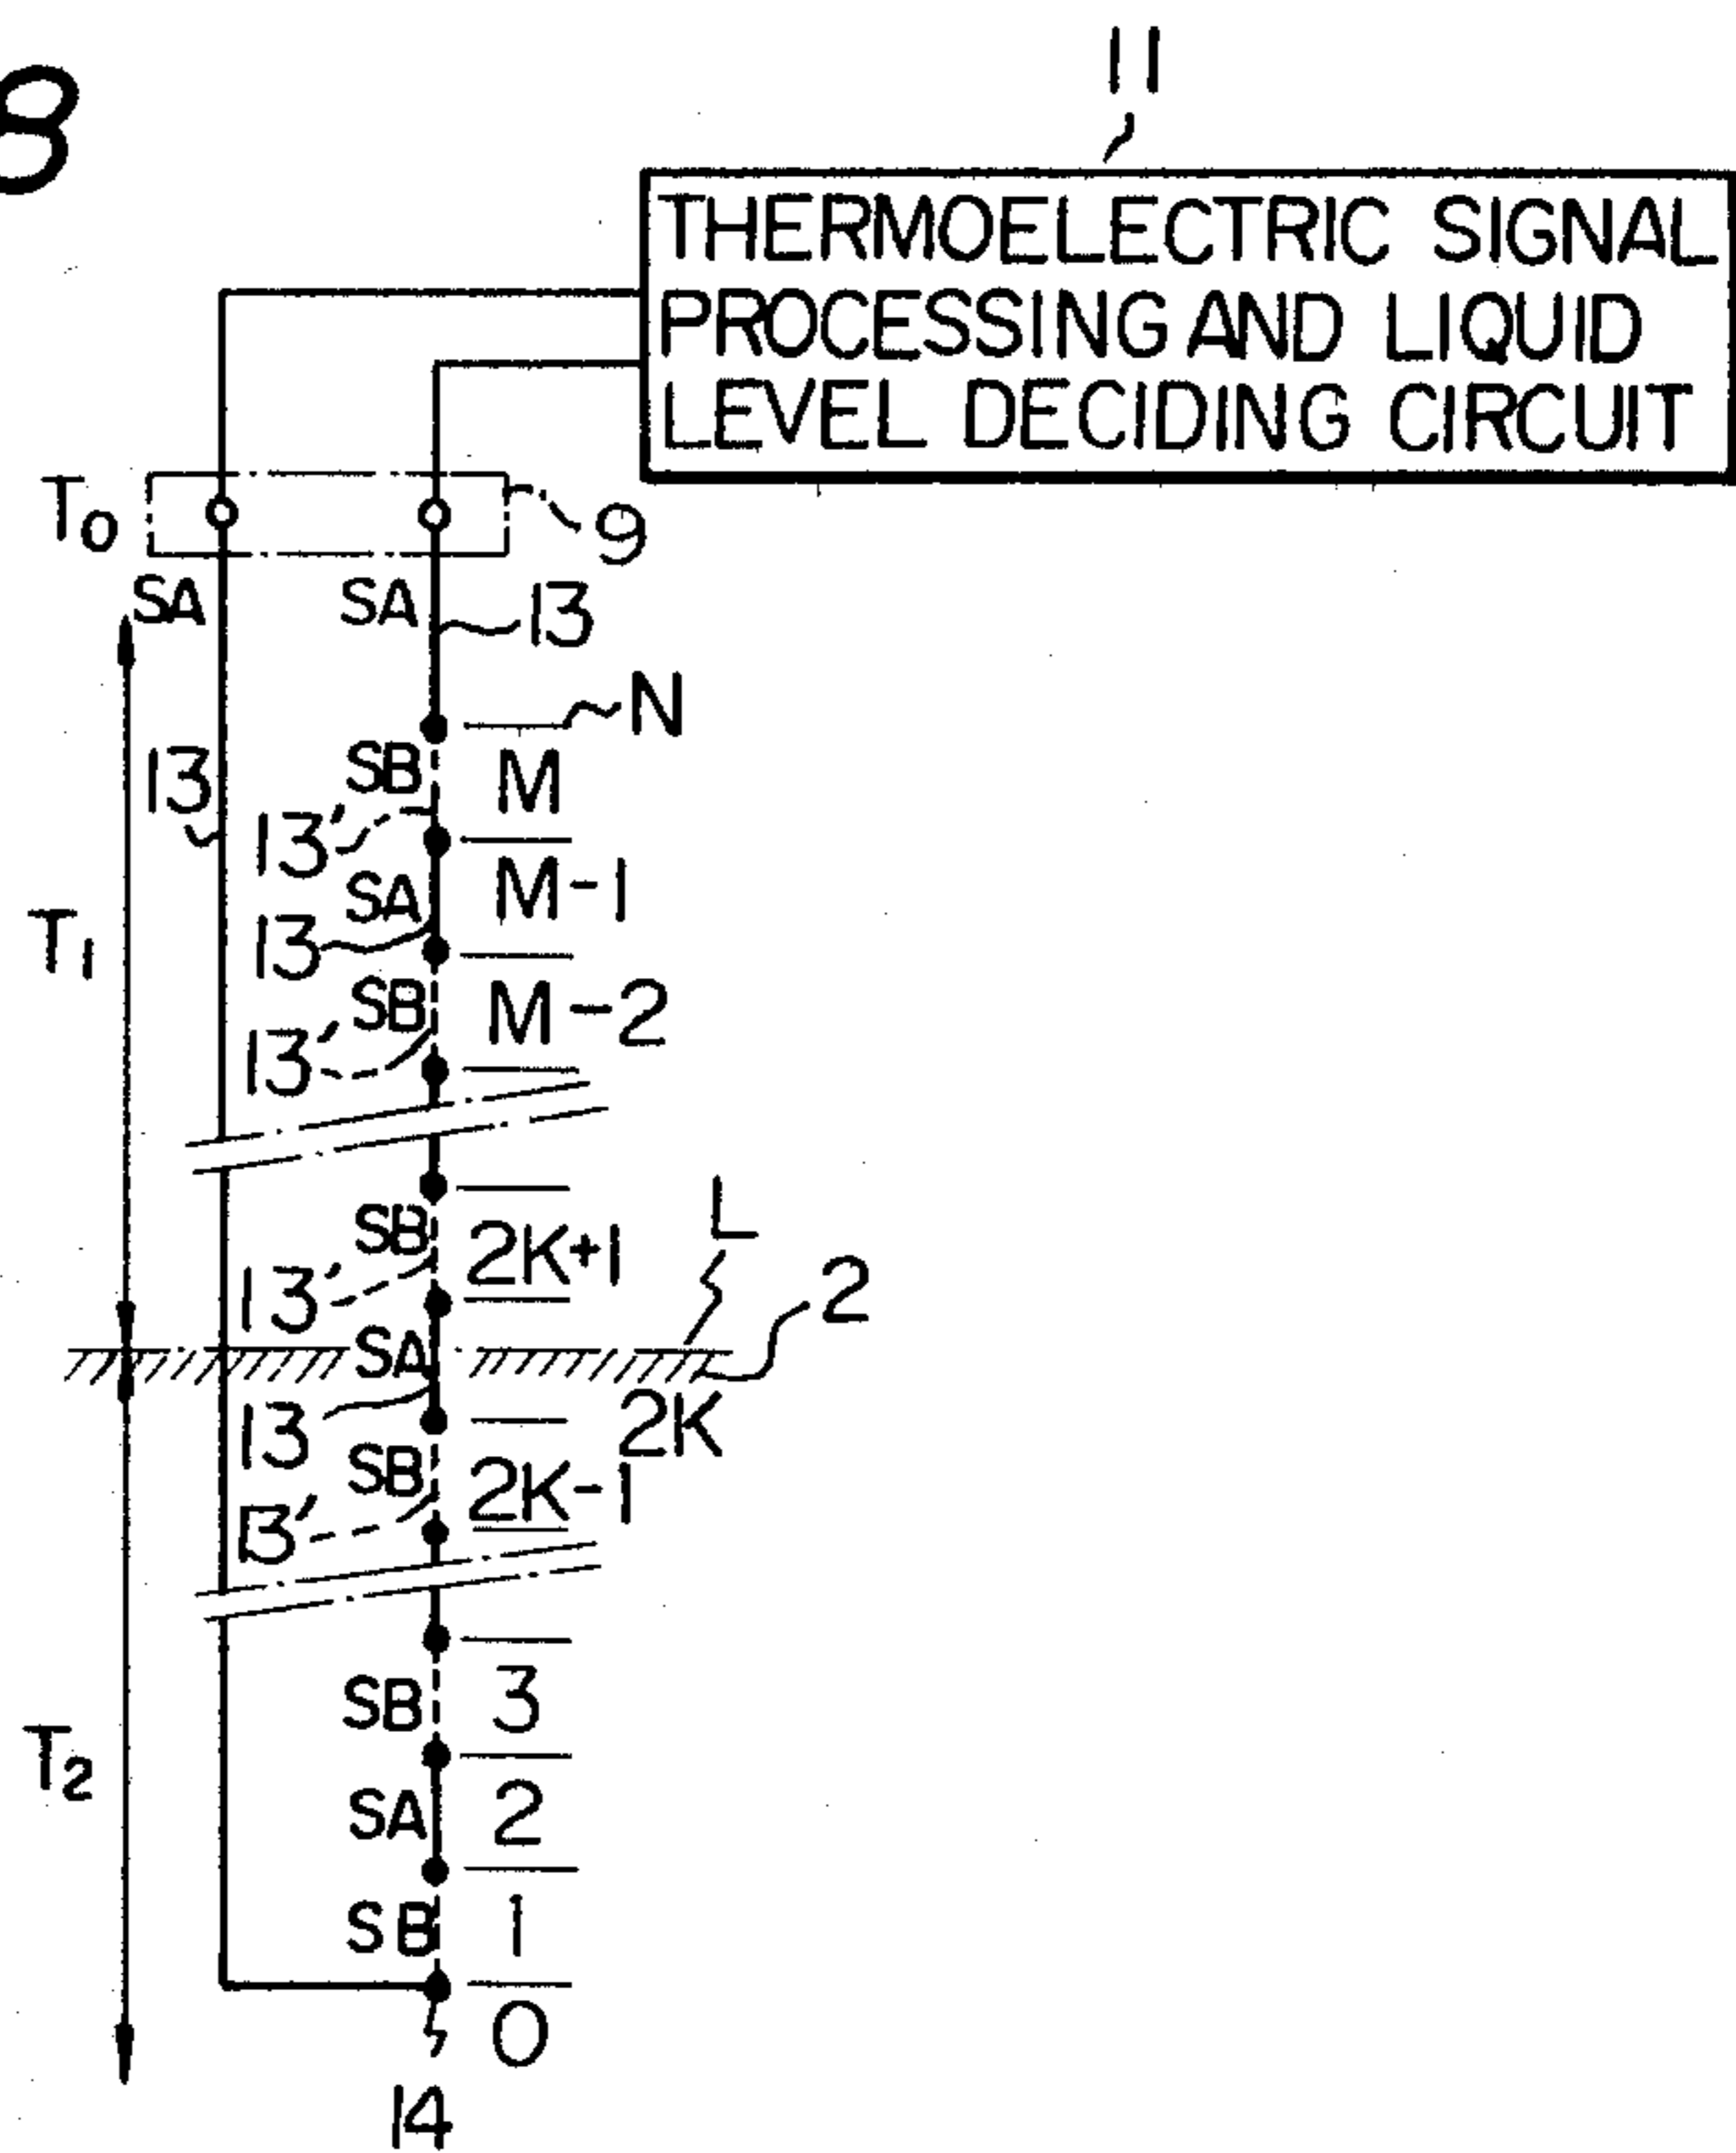 8
11
THERMOELECTRIC SIGNAL
PROCESSING AND LIQUID
LEVEL DECIDING CIRCUIT
T0
9
SA SA 13
N
13 SB M
13'
SA M-1
13
T1
SB M-2
13'
L
SB 2K+1
13' 2
SA
13 2K
SB 2K-1
13'
SB 3
T2
SA 2
SB 1
0
14